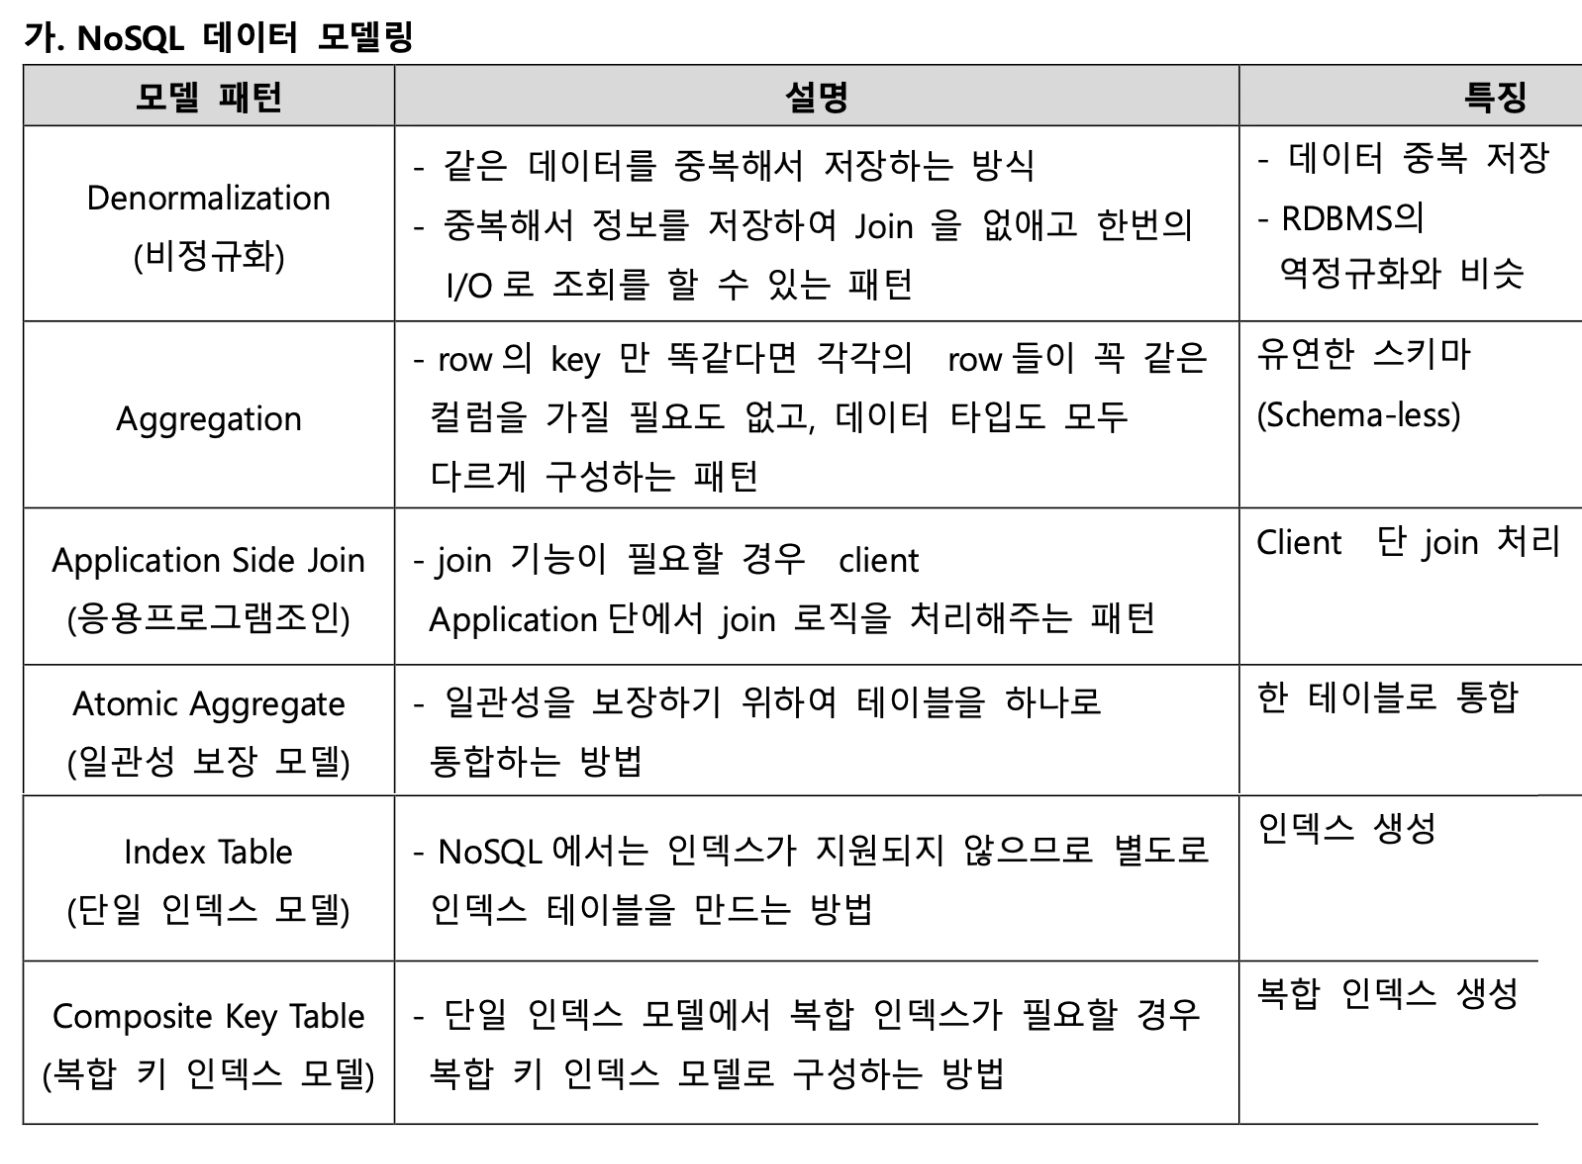 가. NoSQL 데이터 모델링
모델 패턴
설명
특징
Denormalization
(비정규화)
- 같은 데이터를 중복해서 저장하는 방식
- 중복해서 정보를 저장하여 Join 을 없애고 한번의
I/O 로 조회를 할 수 있는 패턴
- 데이터 중복 저장
- RDBMS의
역정규화와 비슷
Aggregation
- row 의 key 만 똑같다면 각각의 row 들이 꼭 같은
컬럼을 가질 필요도 없고, 데이터 타입도 모두
다르게 구성하는 패턴
유연한 스키마
(Schema-less)
Application Side Join
(응용프로그램조인)
- join 기능이 필요할 경우 client
Application 단에서 join 로직을 처리해주는 패턴
Client 단 join 처리
Atomic Aggregate
(일관성 보장 모델)
- 일관성을 보장하기 위하여 테이블을 하나로
통합하는 방법
한 테이블로 통합
Index Table
(단일 인덱스 모델)
- NoSQL 에서는 인덱스가 지원되지 않으므로 별도로
인덱스 테이블을 만드는 방법
인덱스 생성
Composite Key Table
(복합 키 인덱스 모델)
- 단일 인덱스 모델에서 복합 인덱스가 필요할 경우
복합 키 인덱스 모델로 구성하는 방법
복합 인덱스 생성